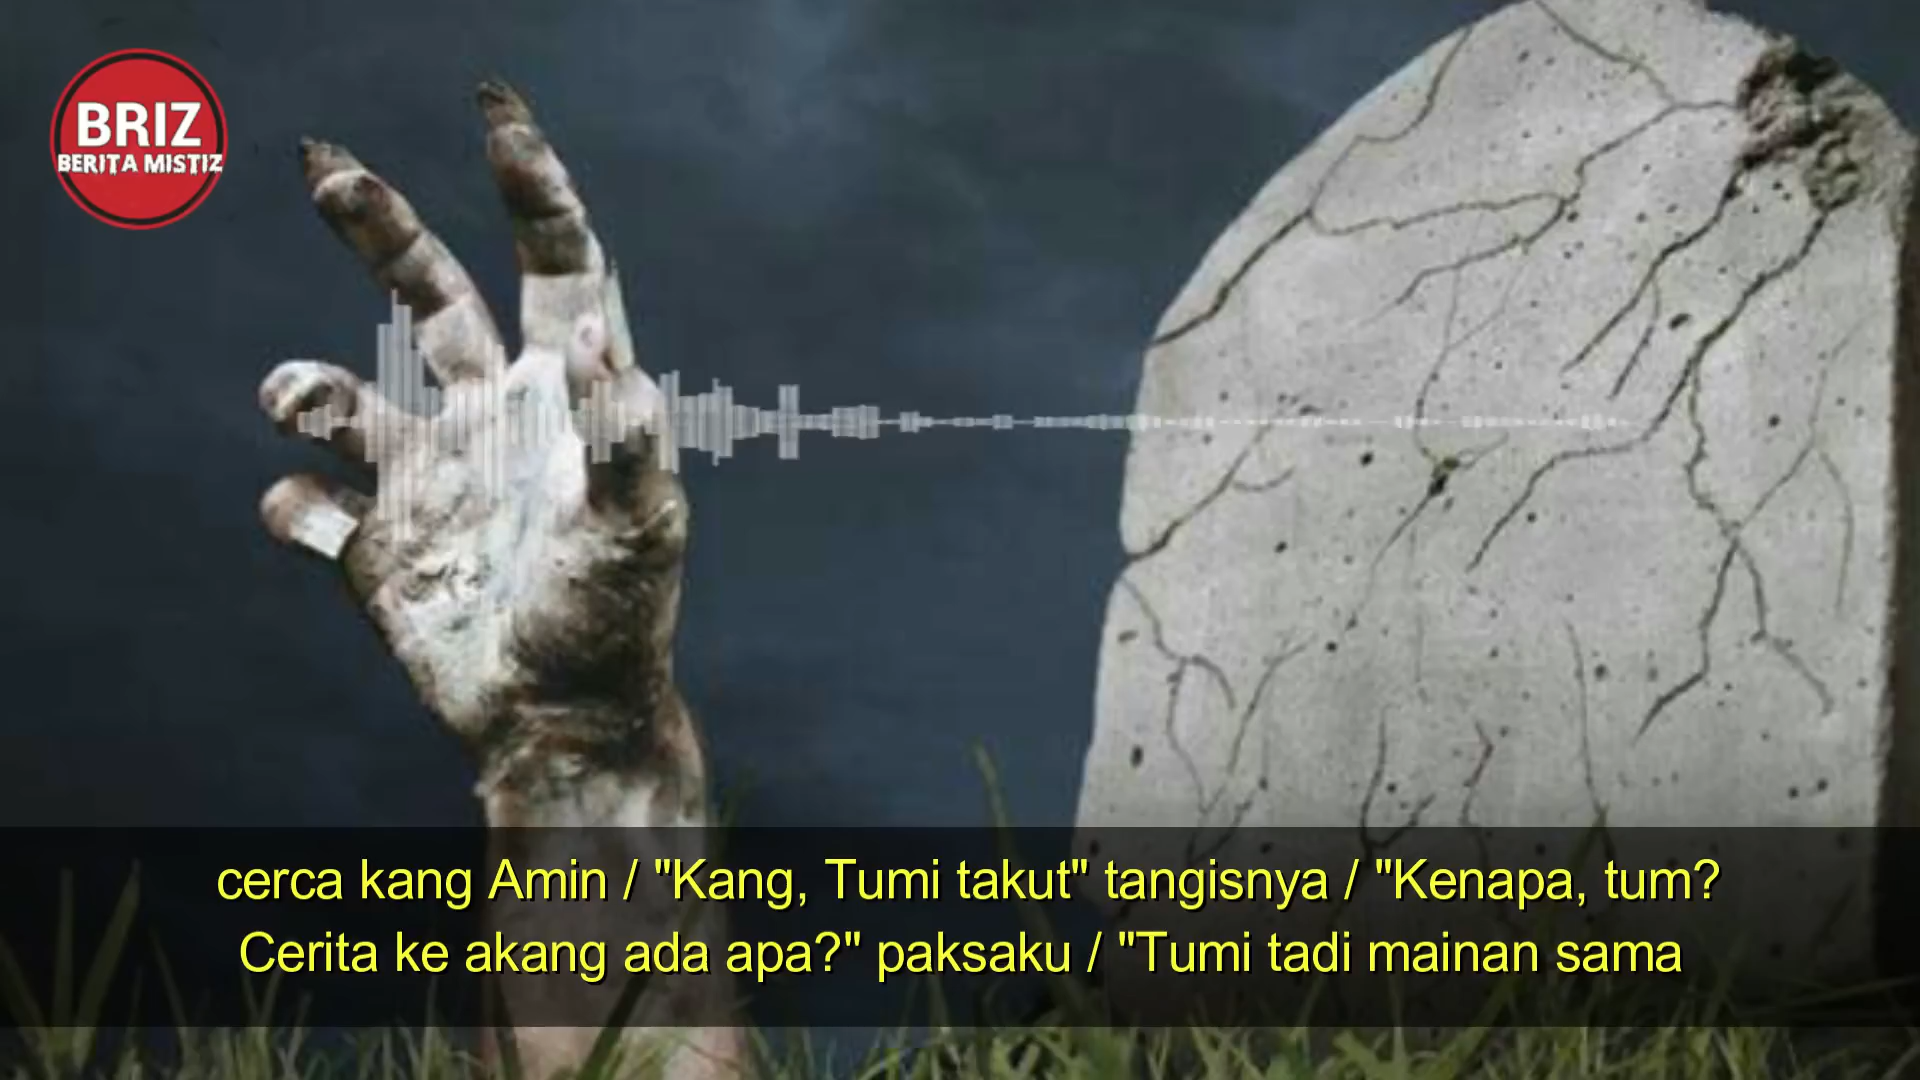 BRIZ
BERITA MISTIZ
cerca kang Amin / "Kang, Tumi takut" tangisnya / "Kenapa, tum?
Cerita ke akang ada apa?" paksaku / "Tumi tadi mainan sama